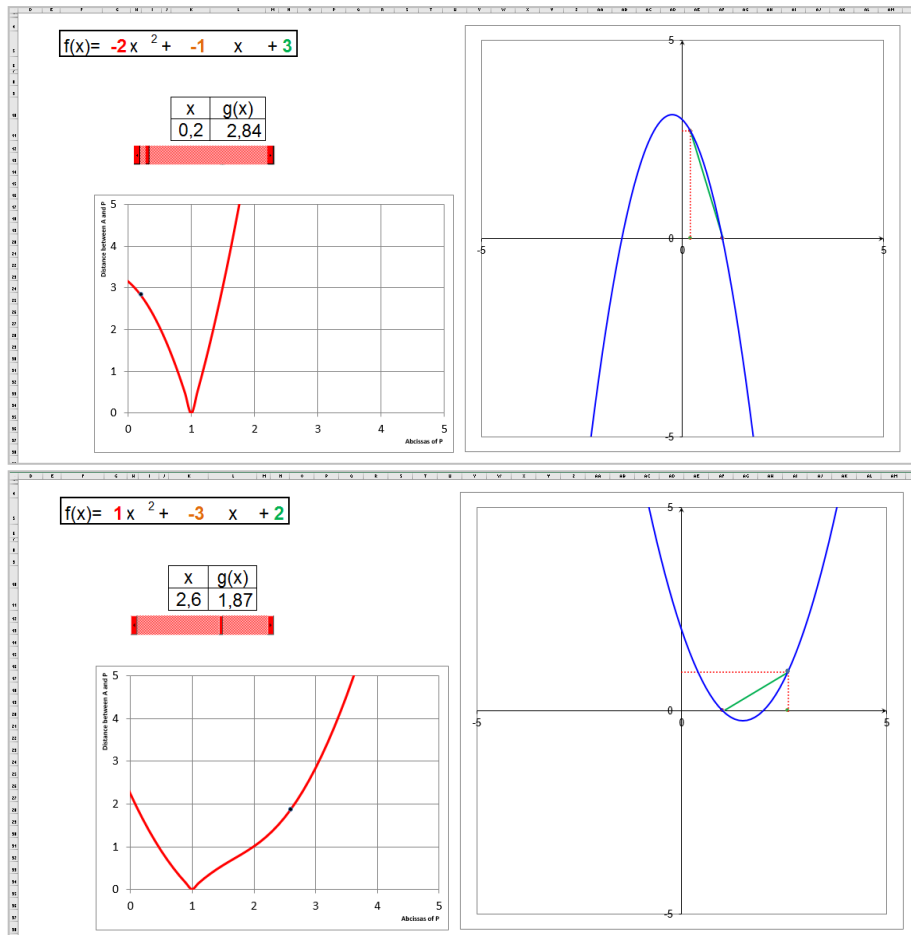 f(x)= -2 x 2 + -1 x + 3
x g(x)
0,2 2,84
Distance between A and P
5
4
3
2
1
0
0 1 2 3 4 5
Abcissas of P
5
-5 0 5
0
-5
f(x)= 1 x 2 + -3 x + 2
x g(x)
2,6 1,87
Distance between A and P
5
4
3
2
1
0
0 1 2 3 4 5
Abcissas of P
5
0
-5 0 5
-5